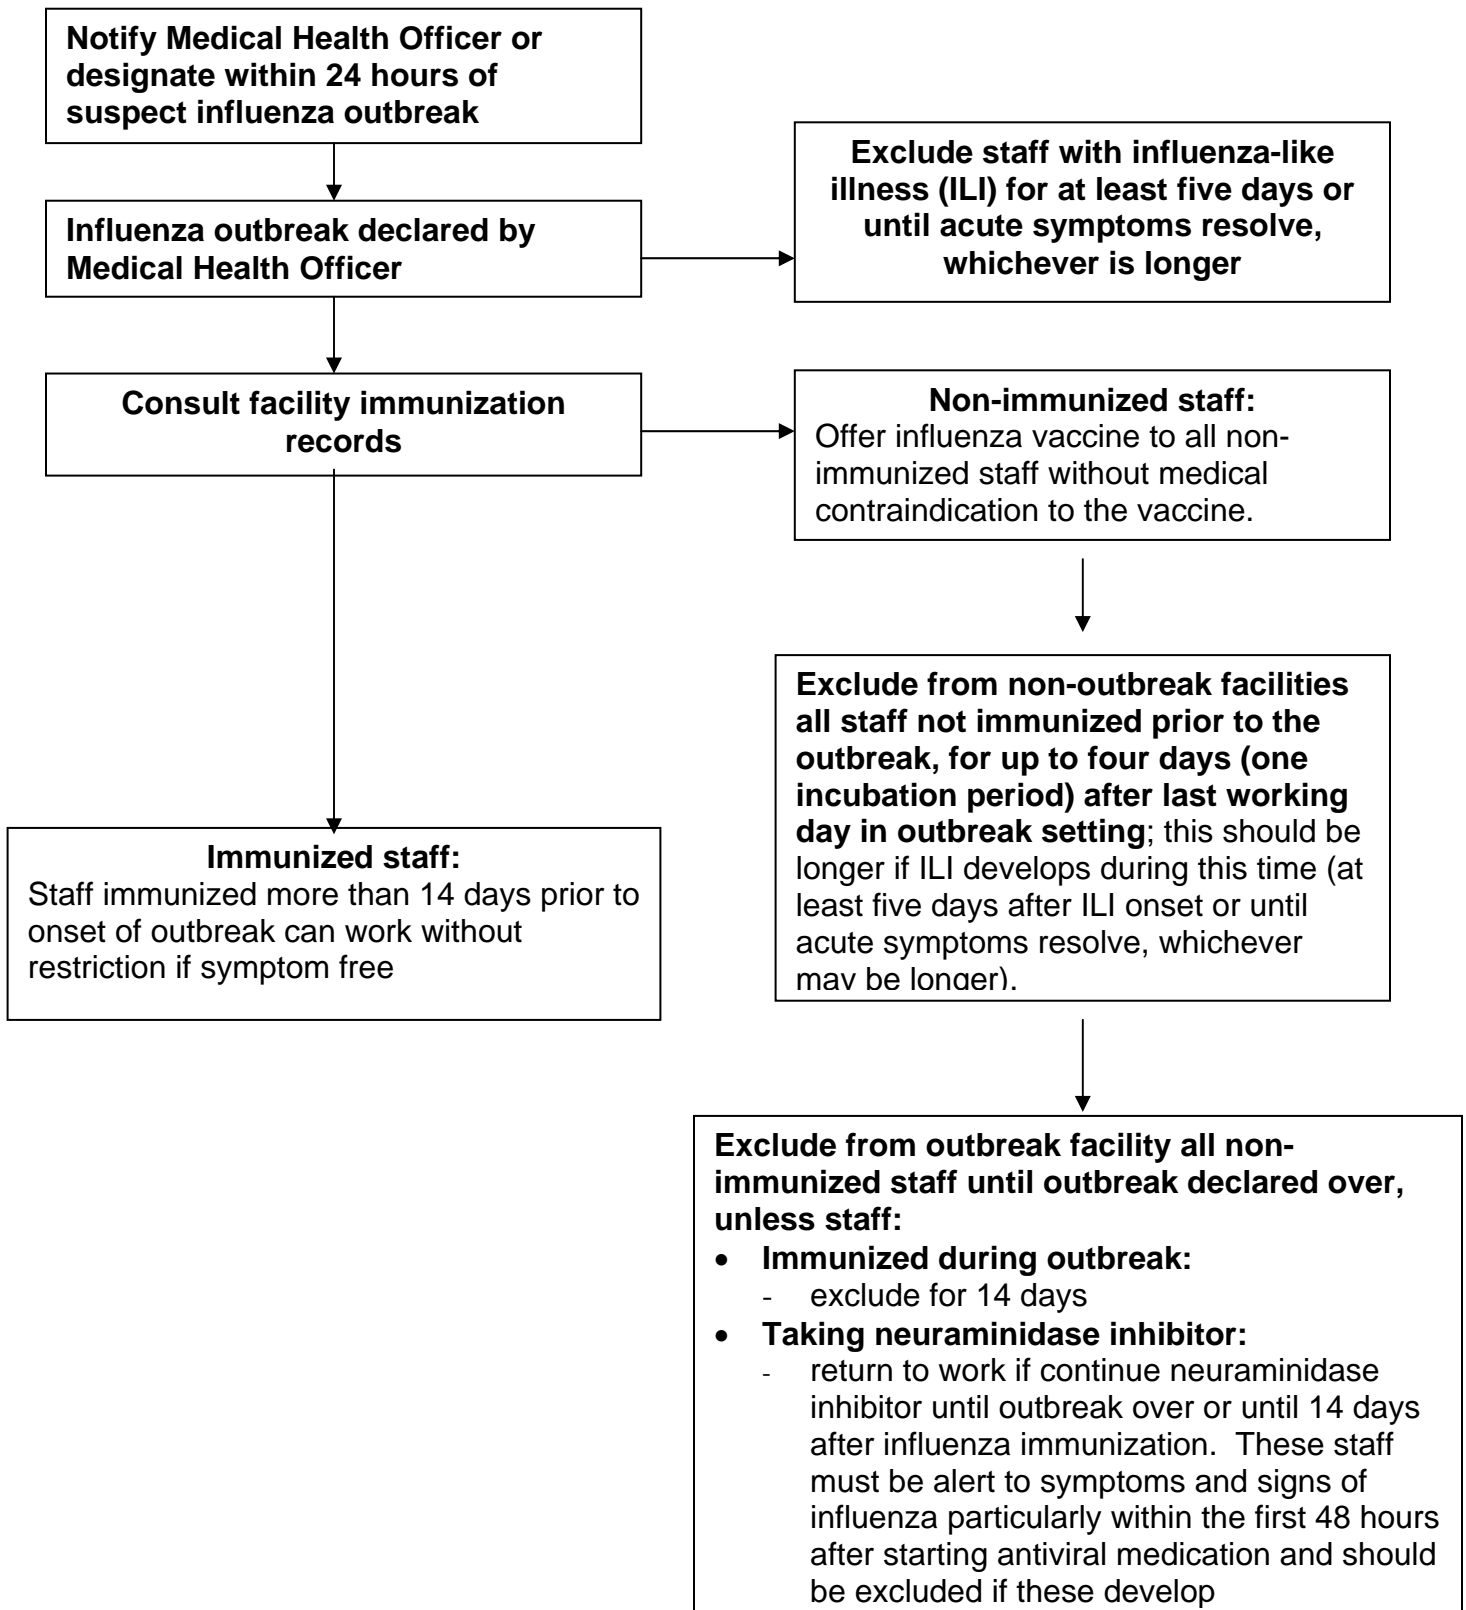 Notify Medical Health Officer or
designate within 24 hours of
suspect influenza outbreak
Exclude staff with influenza-like
illness (ILI) for at least five days or
until acute symptoms resolve,
whichever is longer
Influenza outbreak declared by
Medical Health Officer
Consult facility immunization
records
Non-immunized staff:
Offer influenza vaccine to all non-
immunized staff without medical
contraindication to the vaccine.
Exclude from non-outbreak facilities
all staff not immunized prior to the
outbreak, for up to four days (one
incubation period) after last working
day in outbreak setting; this should be
longer if ILI develops during this time (at
least five days after ILI onset or until
acute symptoms resolve, whichever
may be longer).
Immunized staff:
Staff immunized more than 14 days prior to
onset of outbreak can work without
restriction if symptom free
Exclude from outbreak facility all non-
immunized staff until outbreak declared over,
unless staff:
• Immunized during outbreak:
- exclude for 14 days
• Taking neuraminidase inhibitor:
- return to work if continue neuraminidase
inhibitor until outbreak over or until 14 days
after influenza immunization.  These staff
must be alert to symptoms and signs of
influenza particularly within the first 48 hours
after starting antiviral medication and should
be excluded if these develop